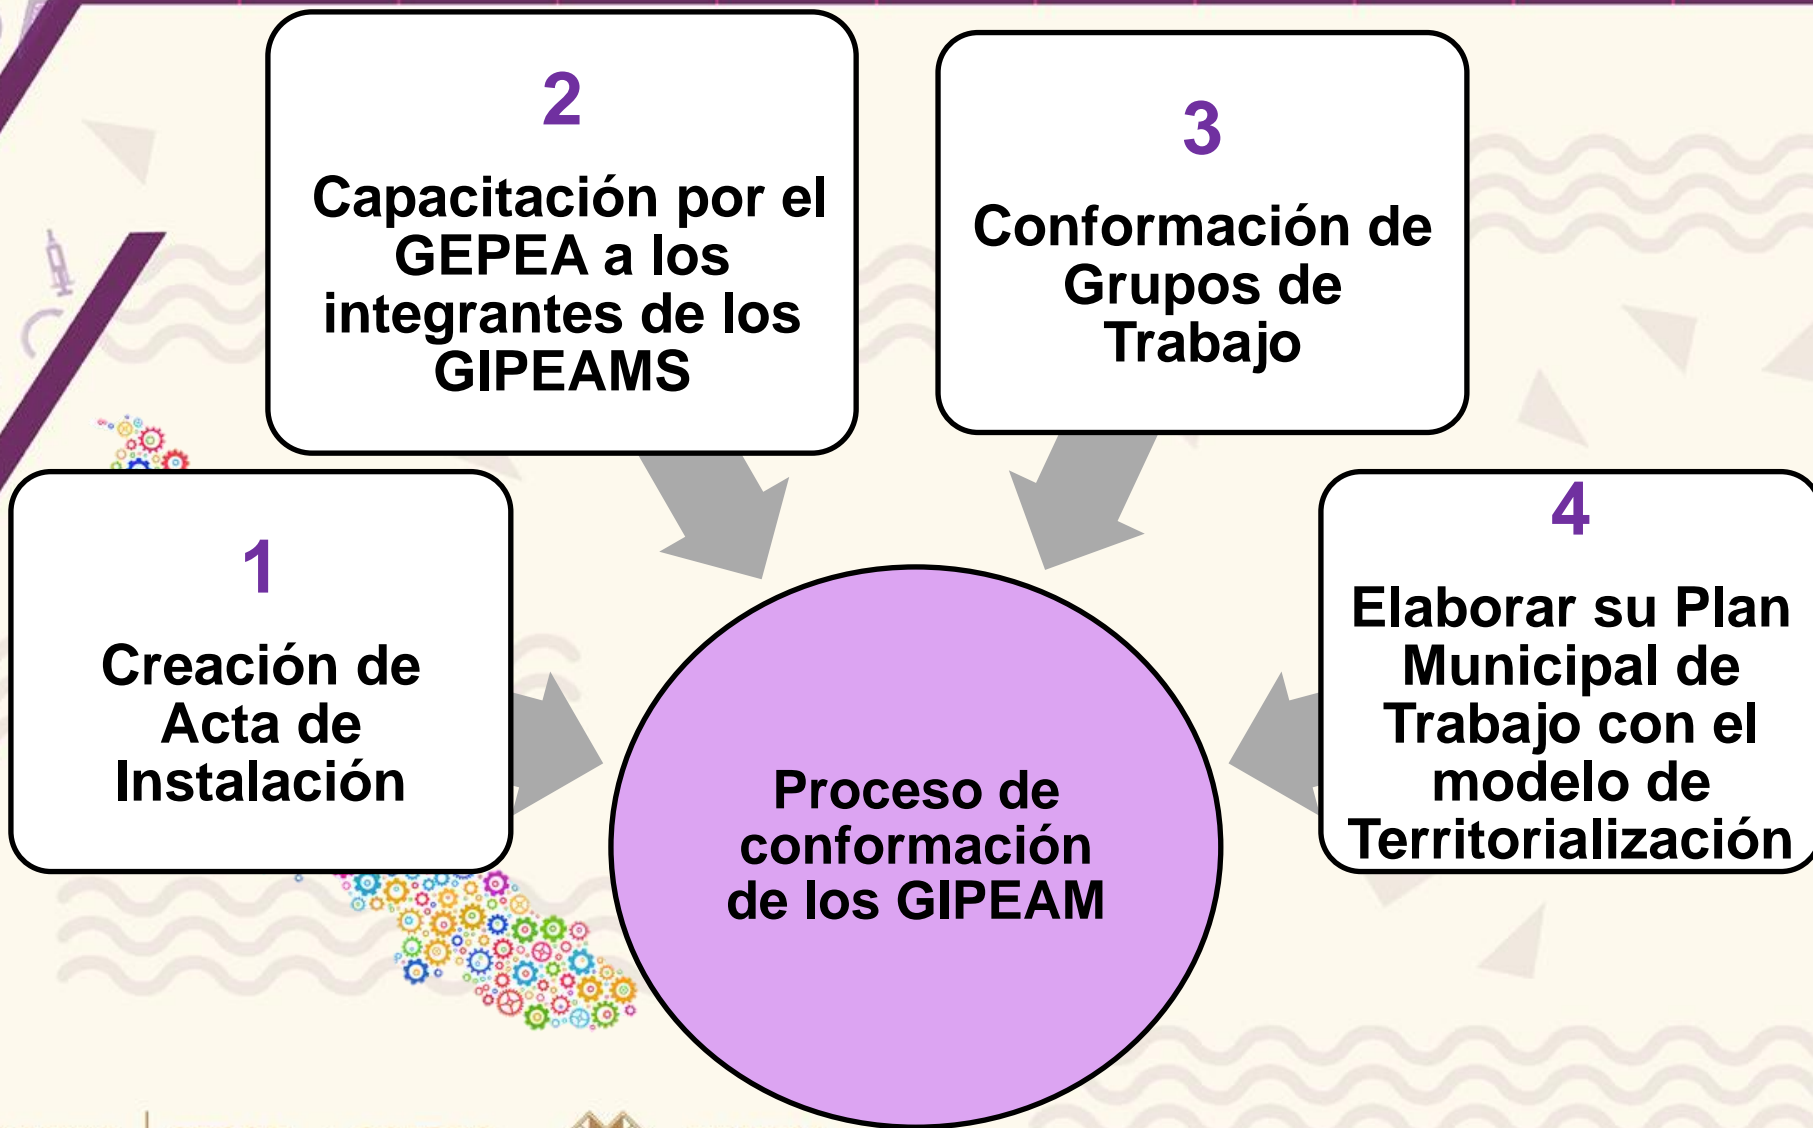 1
Creación de
Acta de
Instalación
2
Capacitación por el
GEPEA a los
integrantes de los
GIPEAMS
3
Conformación de
Grupos de
Trabajo
4
Elaborar su Plan
Municipal de
Trabajo con el
modelo de
Territorialización
Proceso de
conformación
de los GIPEAM